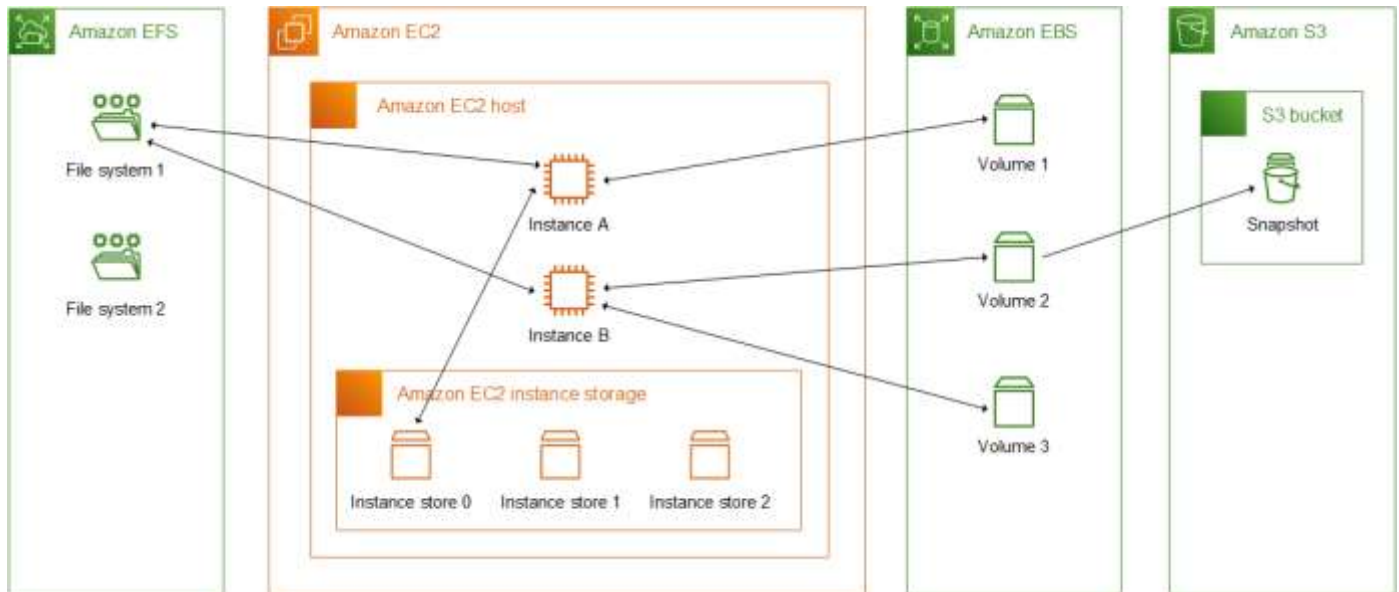 Amazon EFS
File system 1
File system 2
Amazon EC2
Amazon EC2 host
Instance A
Instance B
Amazon EC2 instance storage
Instance store 0
Instance store 1
Instance store 2
Amazon EBS
Volume 1
Volume 2
Volume 3
Amazon S3
S3 bucket
Snapshot